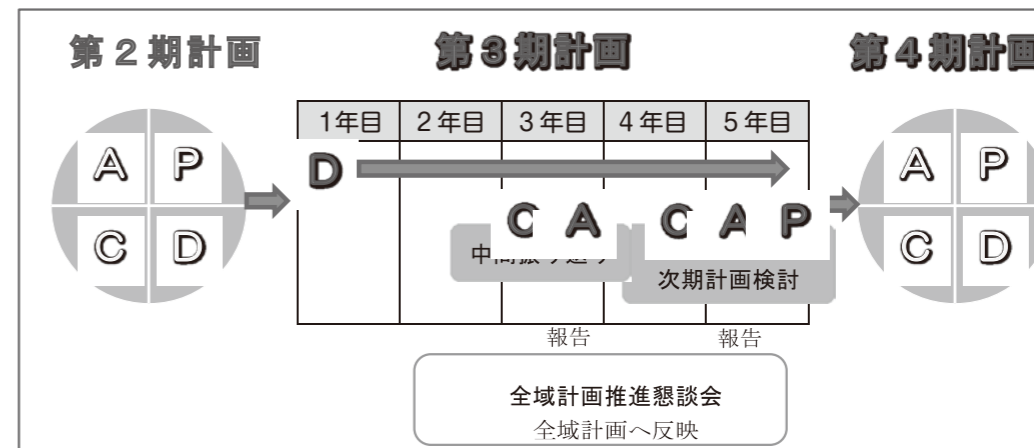 第２期計画
第３期計画
第４期計画
1年目 2年目 3年目 4年目 5年目
A P
C D
D
C A
C A P
A P
C D
次期計画検討
報告 報告
全域計画推進懇談会
全域計画へ反映